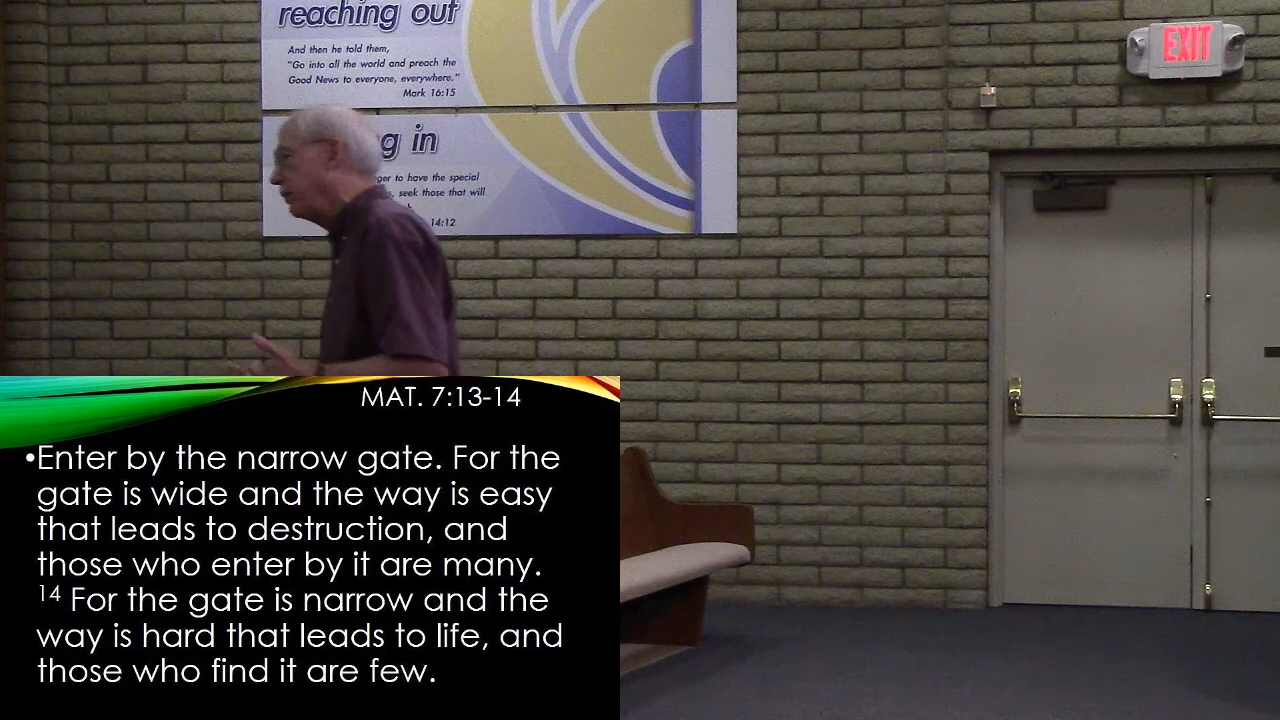 reaching out
And then he told them,
"Go into all the world and preach the
Good News to everyone, everywhere."
Mark 16:15
g in
ger to have the special
, seek those that will
14:12
EXIT
MAT. 7:13-14
•Enter by the narrow gate. For the
gate is wide and the way is easy
that leads to destruction, and
those who enter by it are many.
14 For the gate is narrow and the
way is hard that leads to life, and
those who find it are few.